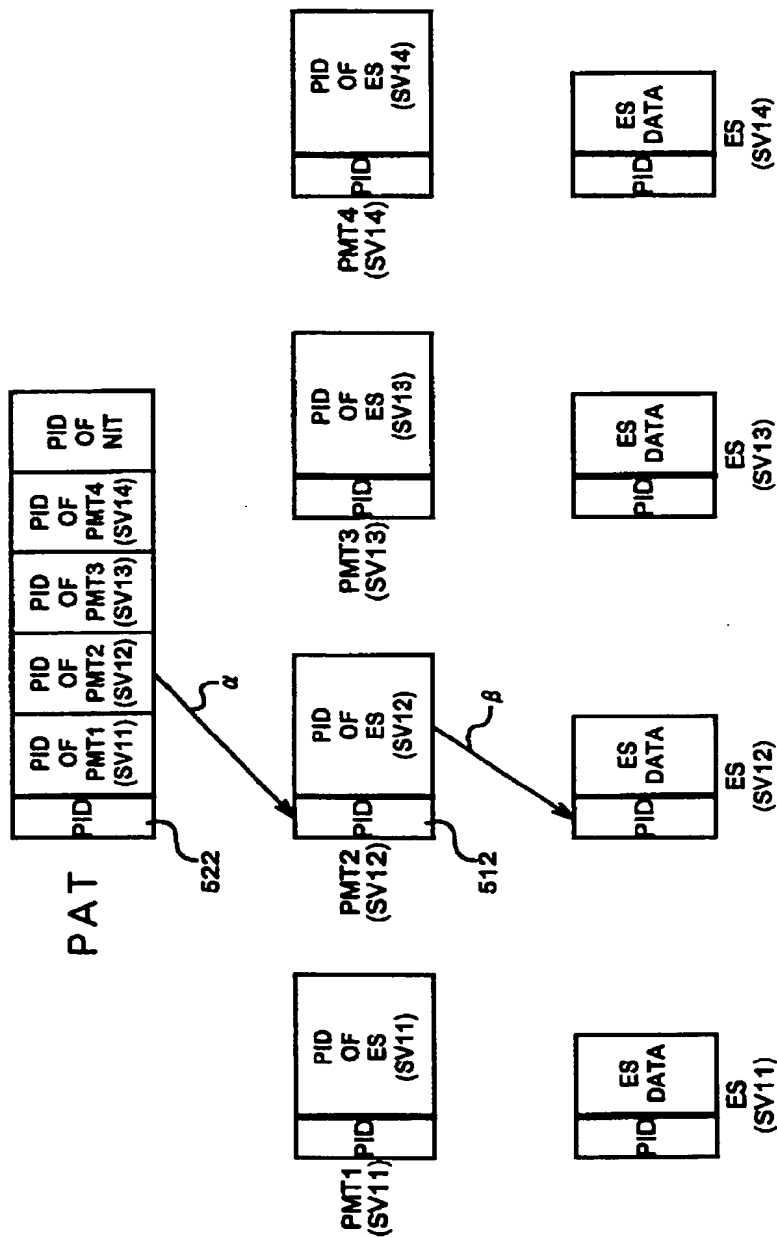 PAT
PID
PID
OF
PMT1
(SV11)
PID
OF
PMT2
(SV12)
PID
OF
PMT3
(SV13)
PID
OF
PMT4
(SV14)
PID
OF
NIT
522
α
PMT1
(SV11)
PID
PID
OF
ES
(SV11)
PMT2
(SV12)
PID
PID
OF
ES
(SV12)
512
β
PMT3
(SV13)
PID
PID
OF
ES
(SV13)
PMT4
(SV14)
PID
PID
OF
ES
(SV14)
PID
ES
DATA
ES
(SV11)
PID
ES
DATA
ES
(SV12)
PID
ES
DATA
ES
(SV13)
PID
ES
DATA
ES
(SV14)